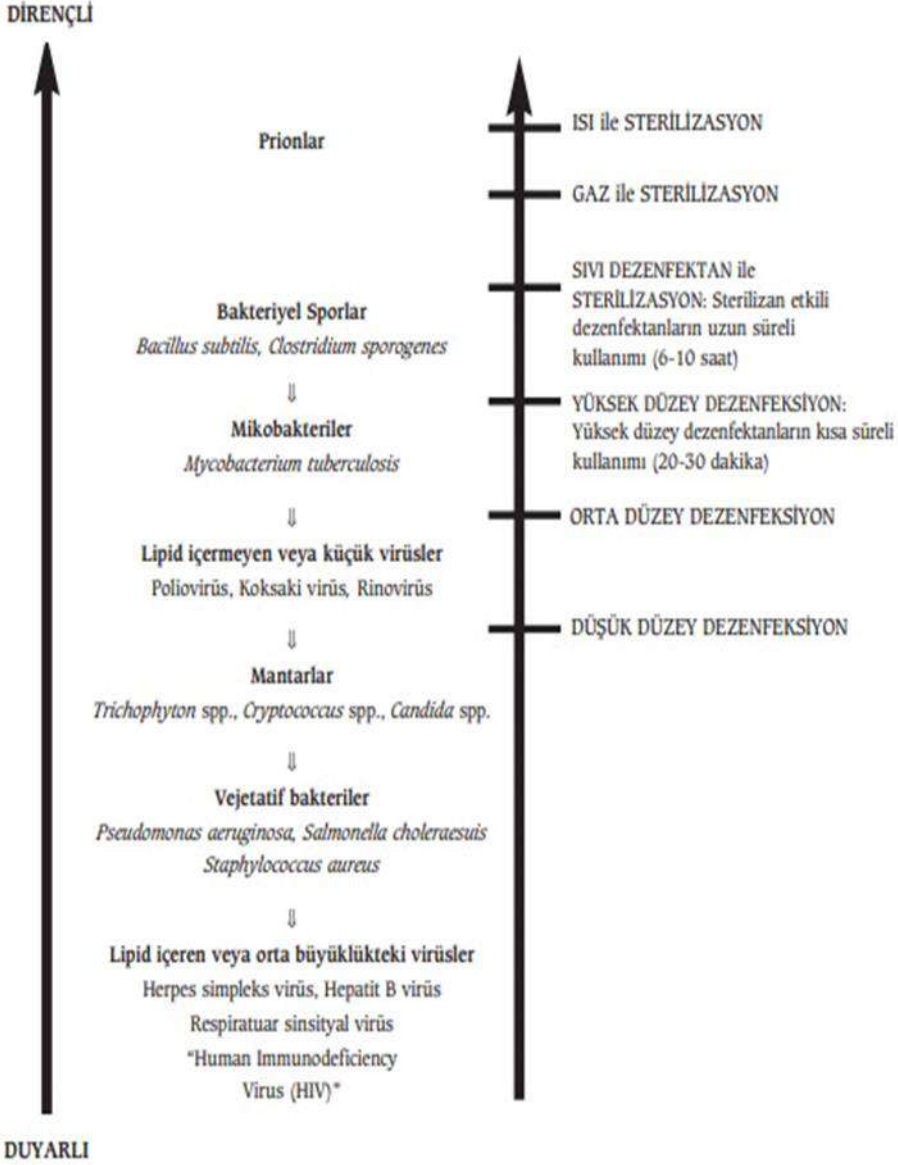 DİRENÇLİ
Prionlar
Bakteriyel Sporlar
Bacillus subtilis, Clostridium sporogenes
⇓
Mikobakteriler
Mycobacterium tuberculosis
⇓
Lipid içermeyen veya küçük virüsler
Poliovirüs, Koksaki virüs, Rinovirüs
⇓
Mantarlar
Trichophyton spp., Cryptococcus spp., Candida spp.
⇓
Vejetatif bakteriler
Pseudomonas aeruginosa, Salmonella choleraesuis
Staphylococcus aureus
⇓
Lipid içeren veya orta büyüklükteki virüsler
Herpes simpleks virüs, Hepatit B virüs
Respiratuar sinsityal virüs
"Human Immunodeficiency
Virus (HIV)"
DUYARLI
ISI ile STERİLİZASYON
GAZ ile STERİLİZASYON
SIVI DEZENFEKTAN ile
STERİLİZASYON: Sterilizan etkili
dezenfektanların uzun süreli
kullanımı (6-10 saat)
YÜKSEK DÜZEY DEZENFEKSİYON:
Yüksek düzey dezenfektanların kısa süreli
kullanımı (20-30 dakika)
ORTA DÜZEY DEZENFEKSİYON
DÜŞÜK DÜZEY DEZENFEKSİYON